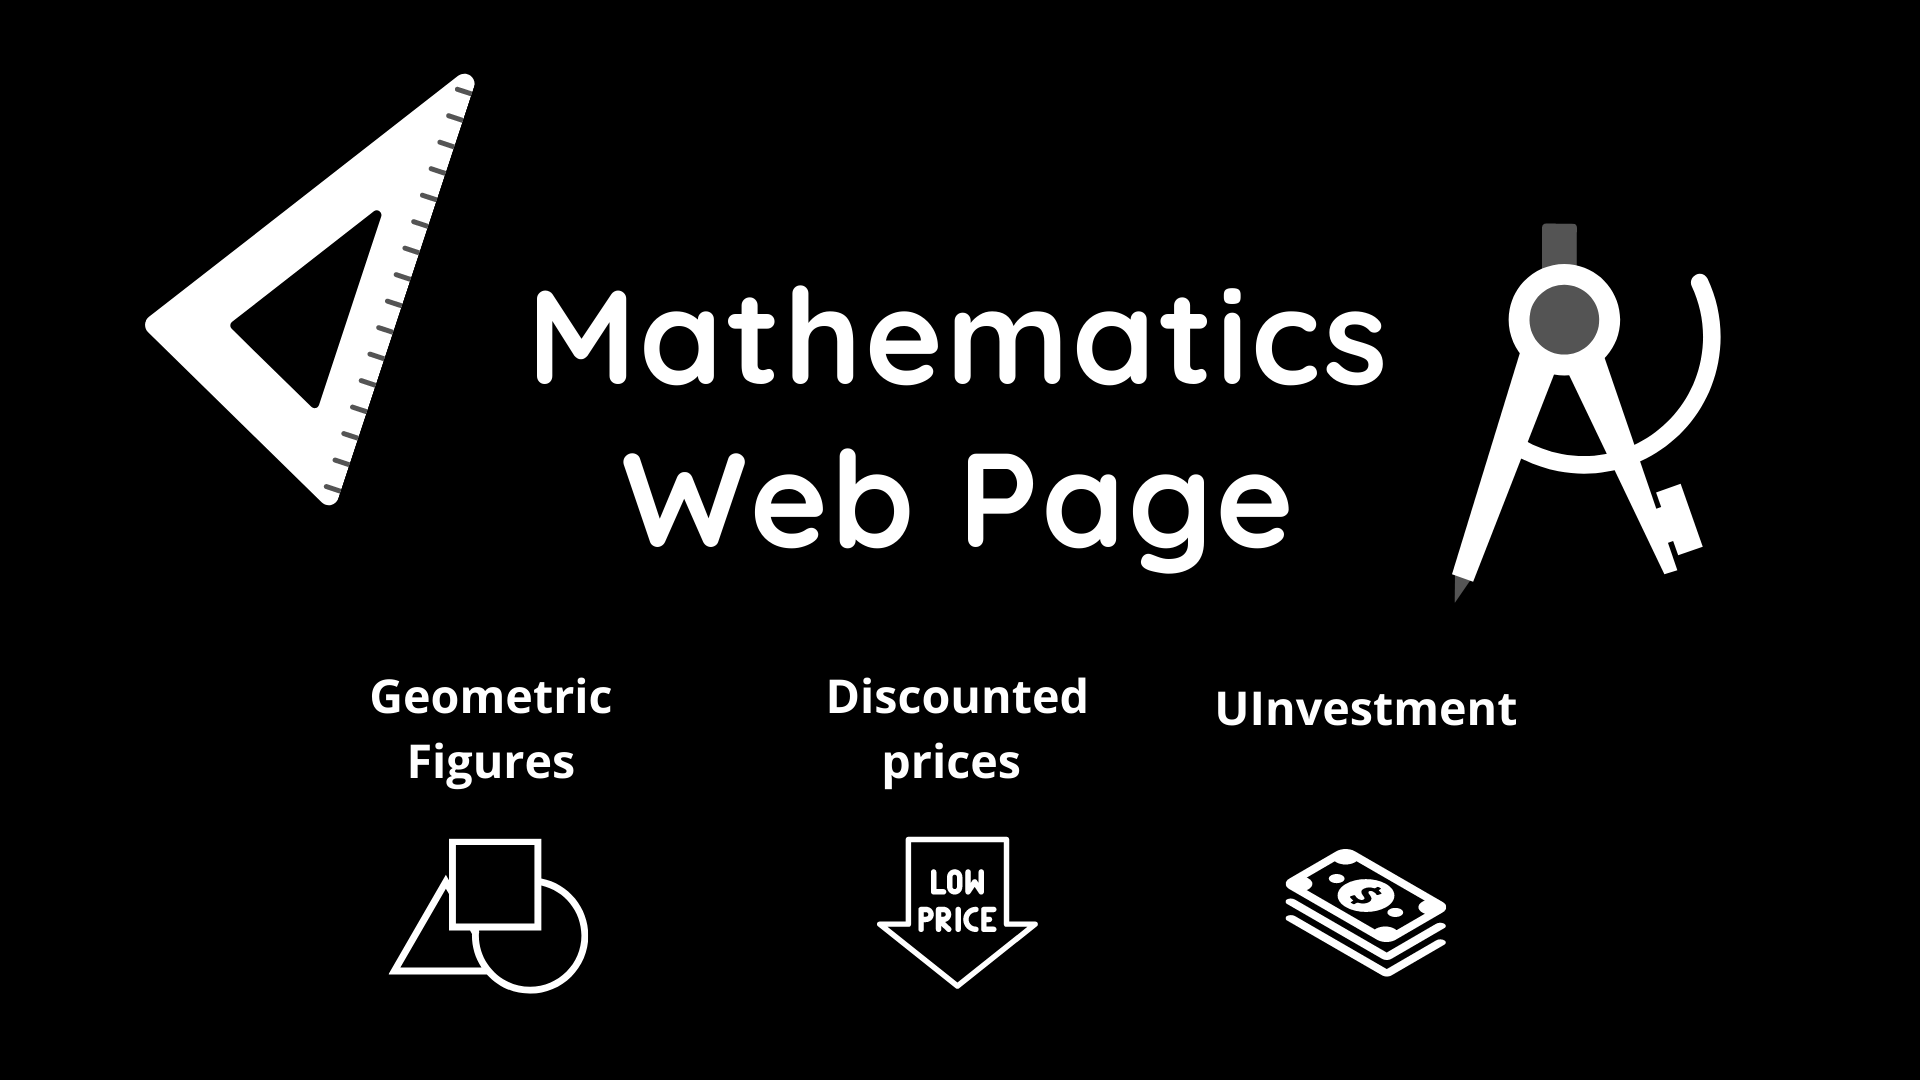 Mathematics
Web Page
Geometric
Figures
Discounted
prices
UInvestment
LOW
PRICE
$